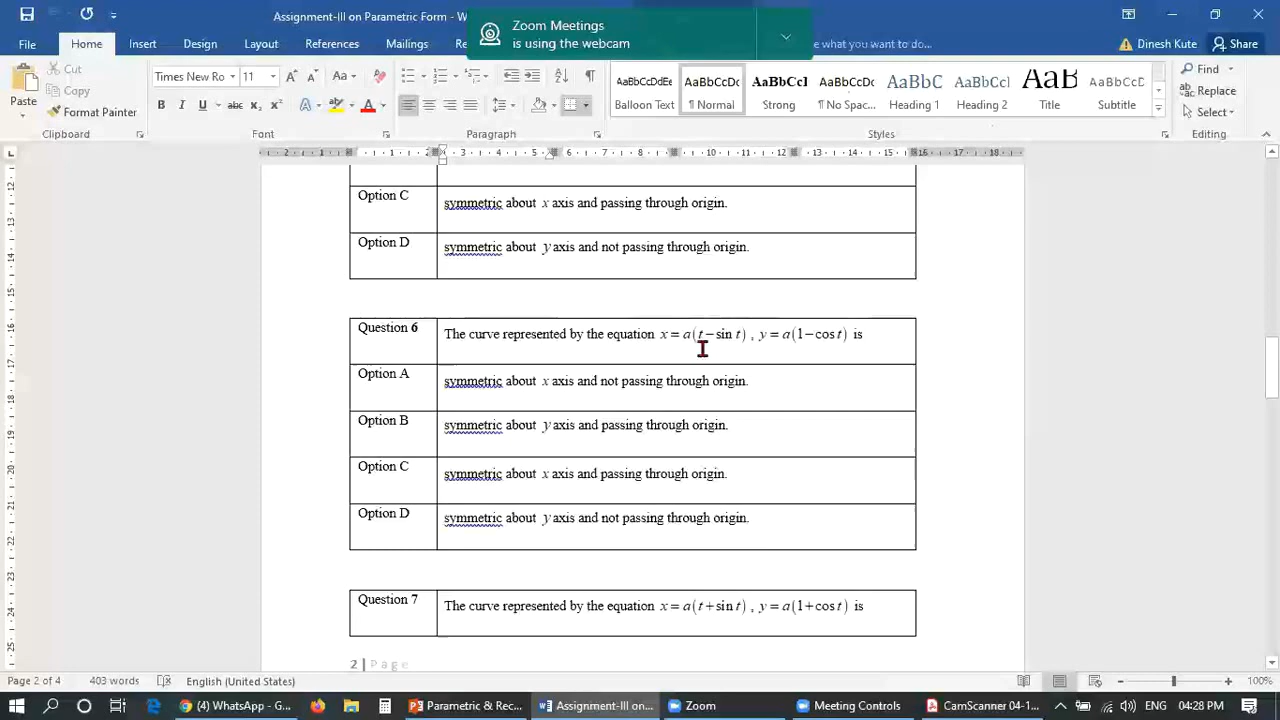 Assignment-III on Parametric Form
Zoom Meetings
is using the webcam
File
Home
Insert
Design
Layout
References
Mailings
what you want to do...
Dinesh Kute
Share
Paste
Cut
Copy
Format Painter
Times New Ro
11
Aa
AaBbCcDdEe
AaBbCcDc
AaBbCcI
AaBbCcDc
AaBbC
AaBbCc
AaB
AaBbCcD
Balloon Text
¶ Normal
Strong
¶ No Spac...
Heading 1
Heading 2
Title
Subtitle
Find
Replace
Select
Clipboard
Font
Paragraph
Styles
Editing
Option C
symmetric about x axis and passing through origin.
Option D
symmetric about y axis and not passing through origin.
Question 6
The curve represented by the equation x = a(t−sin t) , y = a(1−cos t) is
Option A
symmetric about x axis and not passing through origin.
Option B
symmetric about y axis and passing through origin.
Option C
symmetric about x axis and passing through origin.
Option D
symmetric about y axis and not passing through origin.
Question 7
The curve represented by the equation x = a(t+sin t) , y = a(1+cos t) is
2 | Page
Page 2 of 4
403 words
English (United States)
100%
(4) WhatsApp - G...
Parametric & Rec...
Assignment-III on...
Zoom
Meeting Controls
CamScanner 04-1...
ENG
04:28 PM